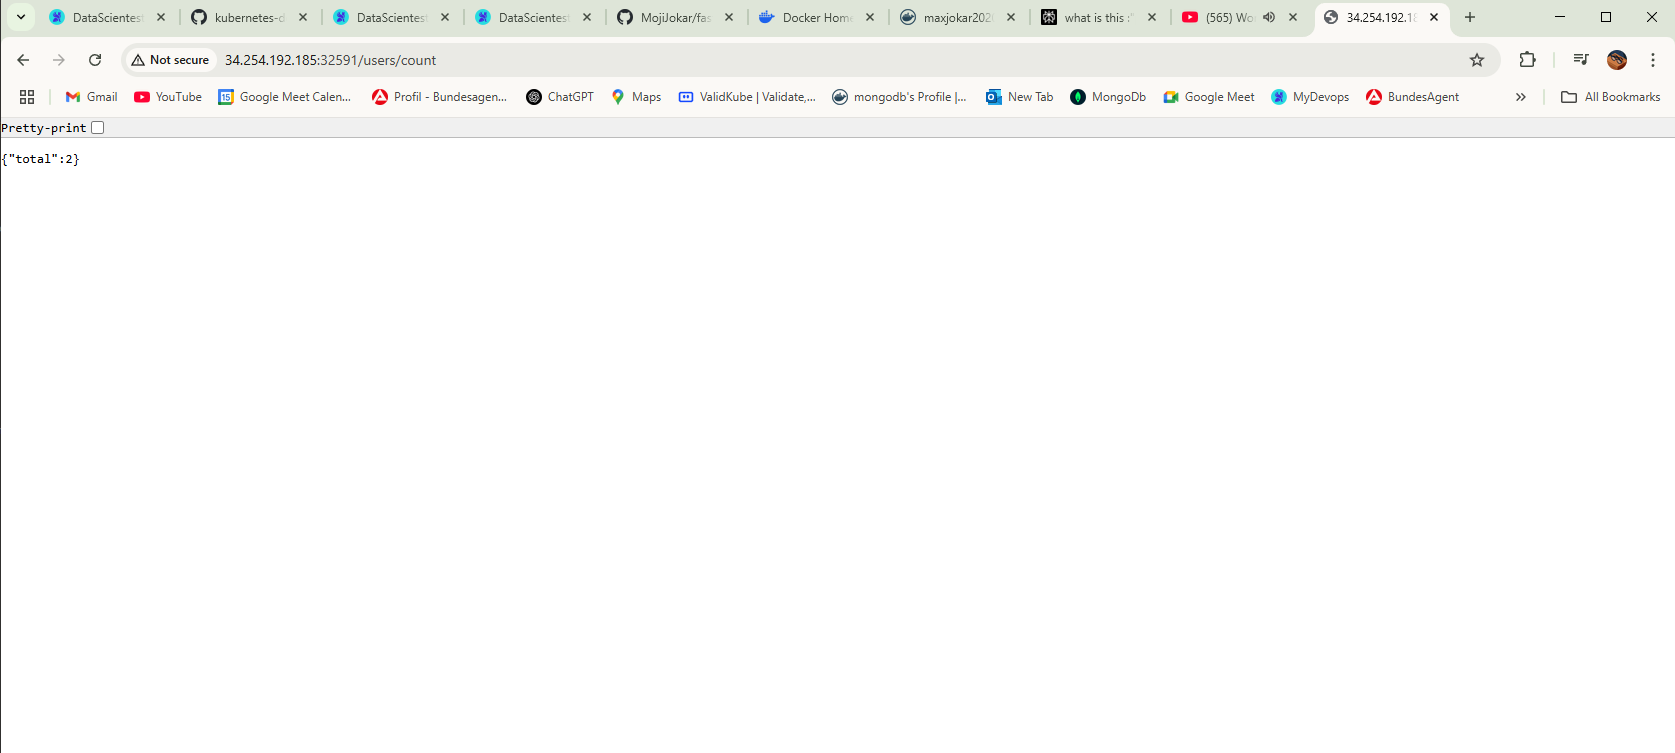 DataScientest
kubernetes-d
DataScientest
DataScientest
MojiJokar/fas
Docker Home
maxjokar202
what is this :"
(565) Wo
34.254.192.18
Not secure
34.254.192.185:32591/users/count
Gmail
YouTube
15
Google Meet Calen...
Profil - Bundesagen...
ChatGPT
Maps
ValidKube | Validate,...
mongodb's Profile |...
New Tab
MongoDb
Google Meet
MyDevops
BundesAgent
All Bookmarks
Pretty-print
{"total":2}